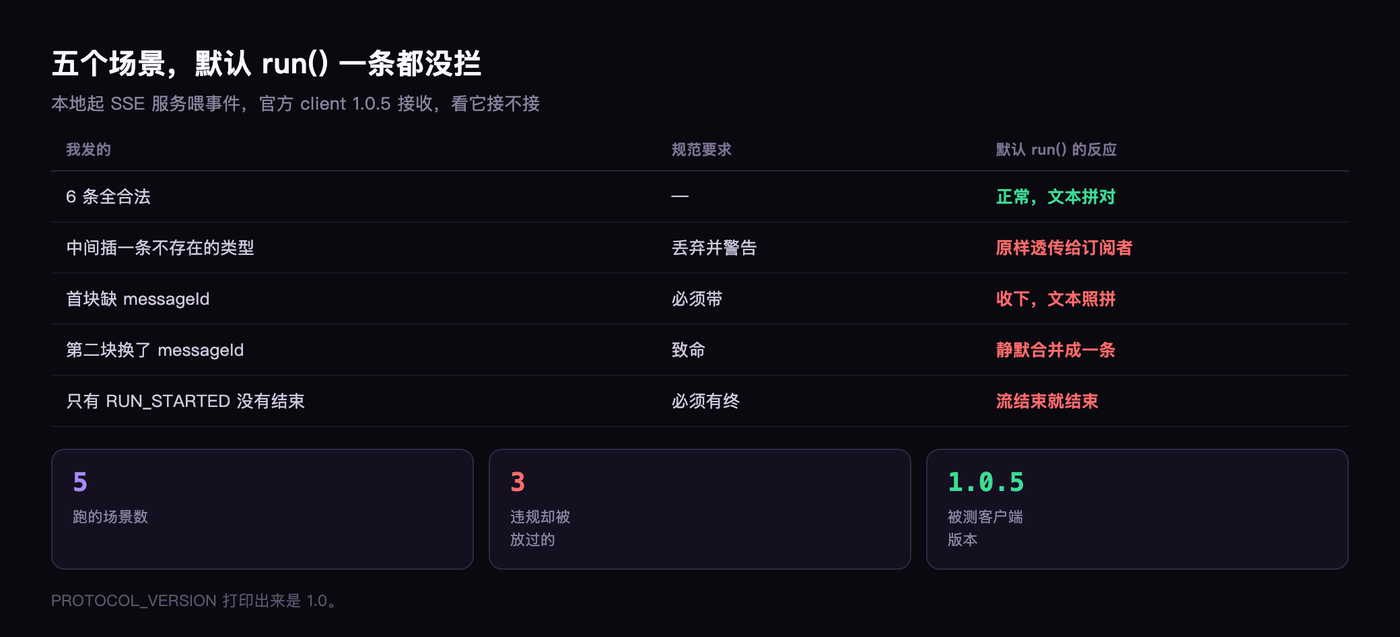 五个场景，默认 run() 一条都没拦
本地起 SSE 服务喂事件，官方 client 1.0.5 接收，看它接不接
我发的 规范要求 默认 run() 的反应
6 条全合法 — 正常，文本拼对
中间插一条不存在的类型 丢弃并警告 原样透传给订阅者
首块缺 messageId 必须带 收下，文本照拼
第二块换了 messageId 致命 静默合并成一条
只有 RUN_STARTED 没有结束 必须有终 流结束就结束
5
跑的场景数
3
违规却被
放过的
1.0.5
被测客户端
版本
PROTOCOL_VERSION 打印出来是 1.0。